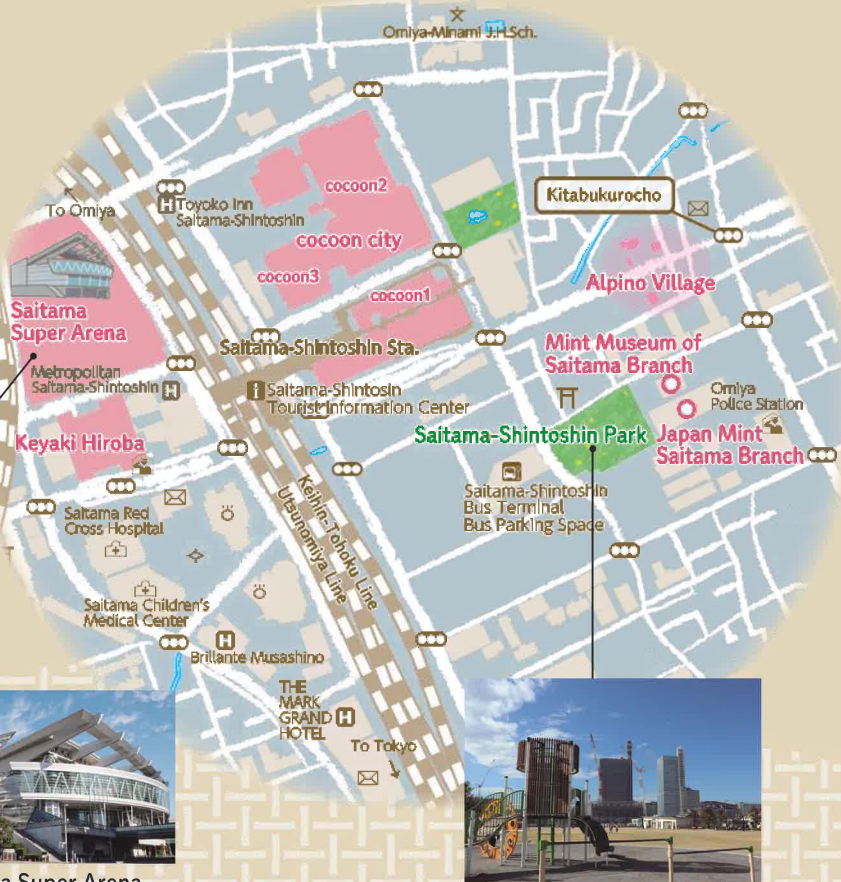 Omiya-Minami J.H.Sch.
To Omiya
H Toyoko Inn
Saitama-Shintoshin
cocoon2
cocoon city
cocoon3
cocoon1
Kitabukurocho
Alpino Village
Saitama
Super Arena
Saitama-Shintoshin Sta.
Metropolitan
Saitama-Shintoshin H
i Saitama-Shintosin
Tourist Information Center
Mint Museum of
Saitama Branch
Omiya
Police Station
Keyaki Hiroba
Saitama-Shintoshin Park
Japan Mint
Saitama Branch
Saitama-Shintoshin
Bus Terminal
Bus Parking Space
Keihin-Tohoku Line
Utsunomiya Line
Saitama Red
Cross Hospital
Saitama Children's
Medical Center
H
Brillante Musashino
THE
MARK
GRAND H
HOTEL
To Tokyo
Super Arena